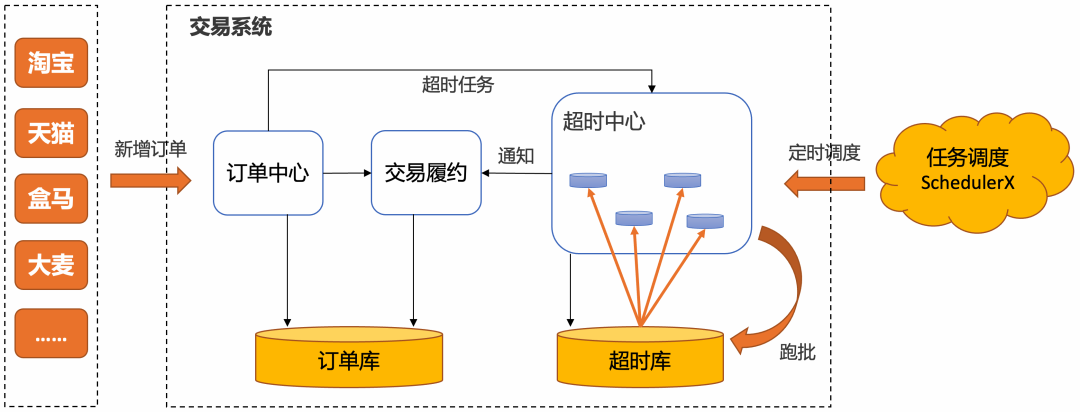 交易系统
淘宝
天猫
盒马
大麦
......
新增订单
超时任务
订单中心
交易履约
通知
超时中心
定时调度
任务调度
SchedulerX
跑批
订单库
超时库